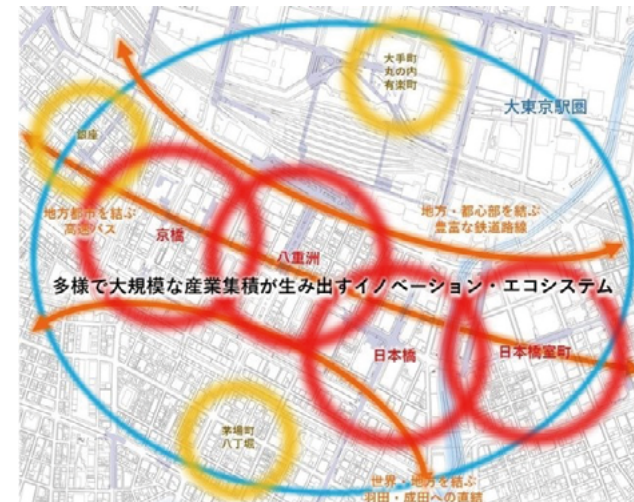 大手町
丸の内
有楽町
大東京駅圏
銀座
地方都市を結ぶ
高速バス
京橋
地方・都心部を結ぶ
豊富な鉄道路線
八重洲
多様で大規模な産業集積が生み出すイノベーション・エコシステム
日本橋
日本橋室町
茅場町
八丁堀
世界・地方を結ぶ
羽田・成田への直結